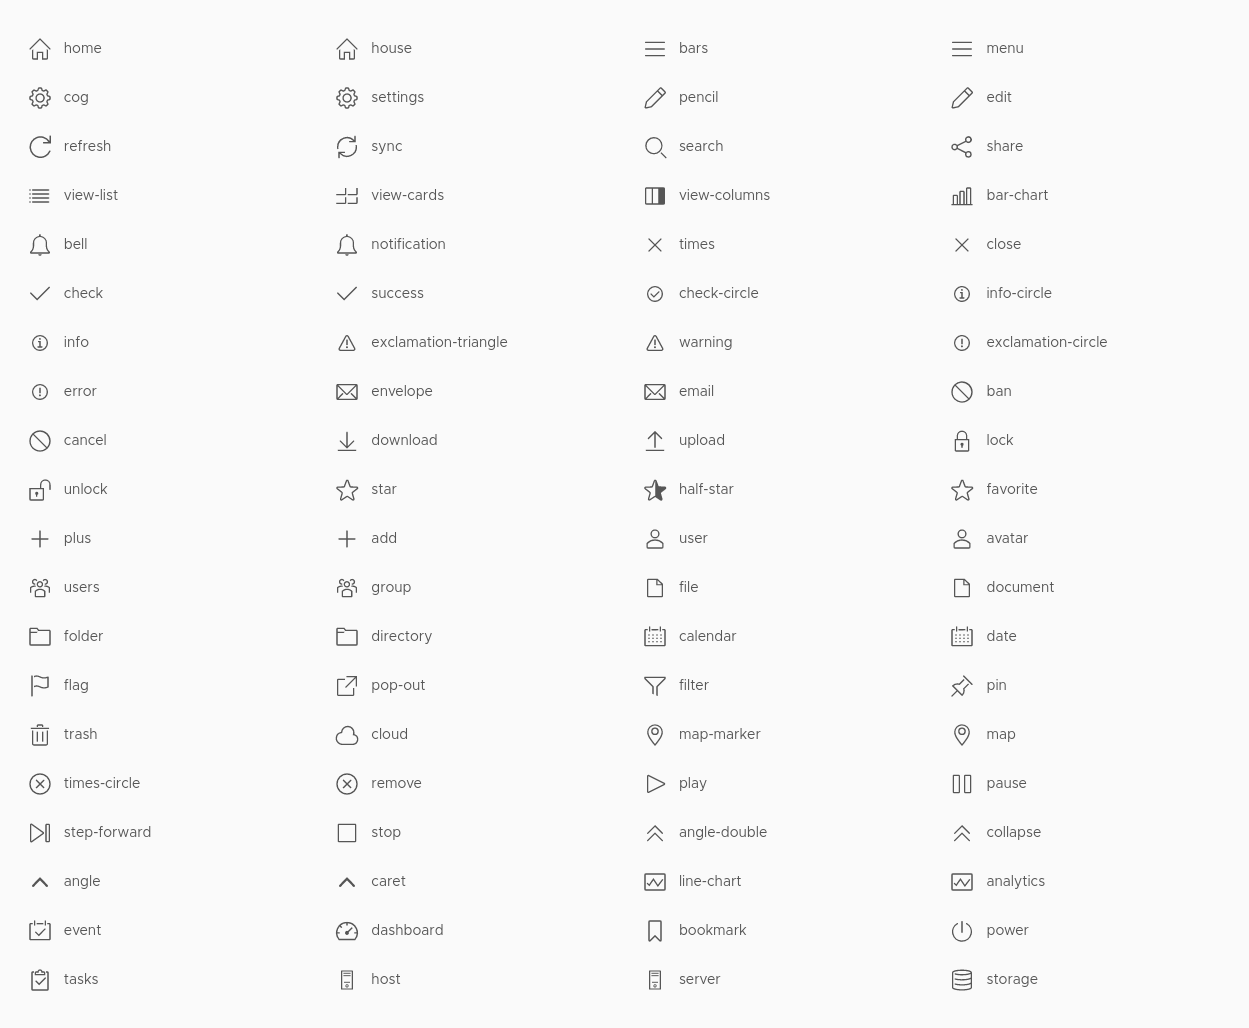 home house bars menu
cog settings pencil edit
refresh sync search share
view-list view-cards view-columns bar-chart
bell notification times close
check success check-circle info-circle
info exclamation-triangle warning exclamation-circle
error envelope email ban
cancel download upload lock
unlock star half-star favorite
plus add user avatar
users group file document
folder directory calendar date
flag pop-out filter pin
trash cloud map-marker map
times-circle remove play pause
step-forward stop angle-double collapse
angle caret line-chart analytics
event dashboard bookmark power
tasks host server storage